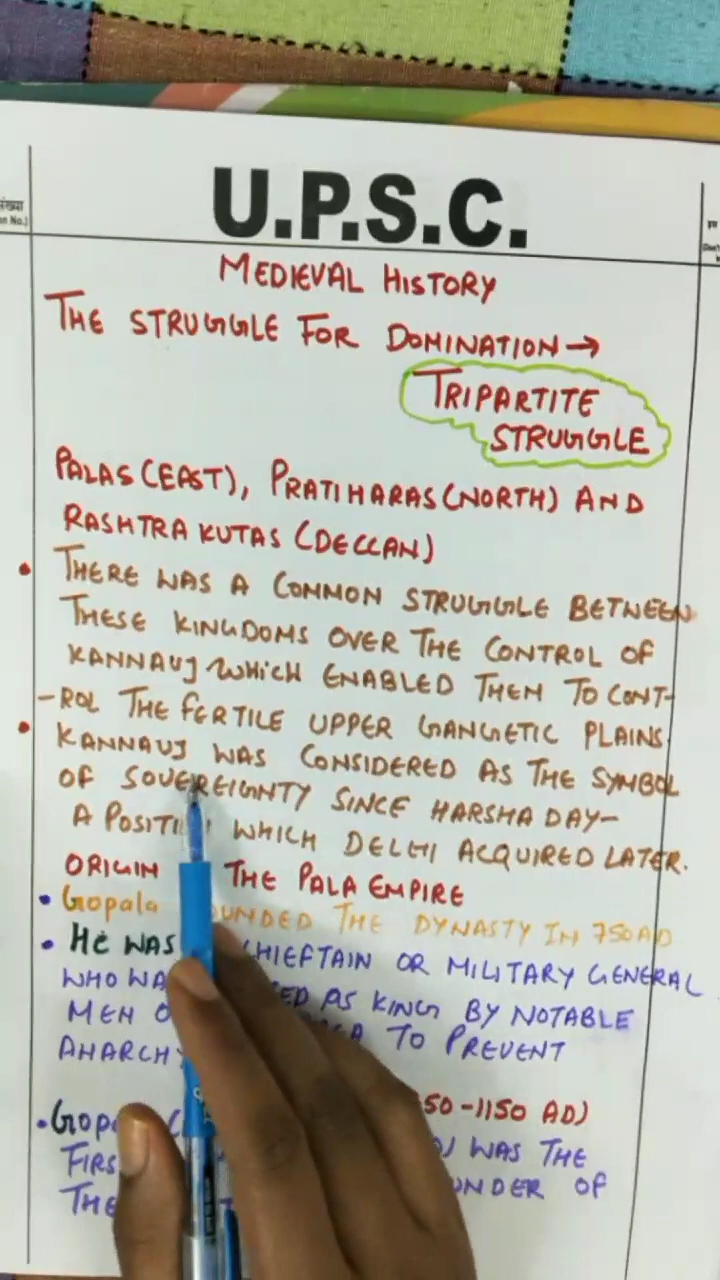 U.P.S.C.
MEDIEVAL HISTORY
THE STRUGGLE FOR DOMINATION →
TRIPARTITE
STRUGGLE
PALAS (EAST), PRATIHARAS (NORTH) AND
RASHTRAKUTAS (DECCAN)
• THERE WAS A COMMON STRUGGLE BETWEEN
THESE KINGDOMS OVER THE CONTROL OF
KANNAUJ WHICH ENABLED THEM TO CONT-
-ROL THE FERTILE UPPER GANGETIC PLAINS.
• KANNAUJ WAS CONSIDERED AS THE SYMBOL
OF SOVEREIGNTY SINCE HARSHA DAY-
A POSITI WHICH DELHI ACQUIRED LATER.
ORIGIN THE PALA EMPIRE
• Gopala OUNDED THE DYNASTY IN 750AD
• HE WAS CHIEFTAIN OR MILITARY GENERAL
WHO WA ED AS KING BY NOTABLE
MEN O TO PREVENT
ANARCHY
50-1150 AD)
• Gopa WAS THE
FIRS UNDER OF
THE